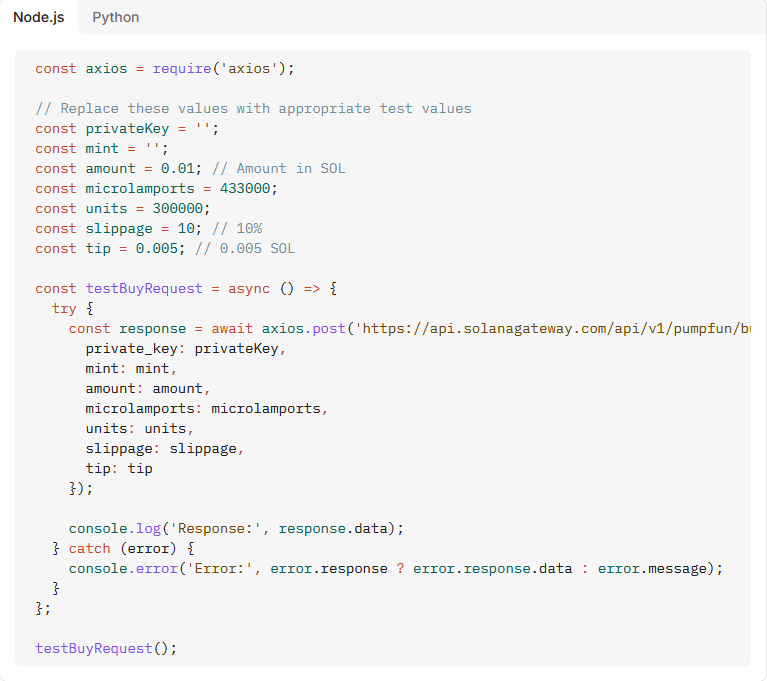 Node.js Python
const axios = require('axios');
// Replace these values with appropriate test values
const privateKey = '';
const mint = '';
const amount = 0.01; // Amount in SOL
const microlamports = 433000;
const units = 300000;
const slippage = 10; // 10%
const tip = 0.005; // 0.005 SOL
const testBuyRequest = async () => {
try {
const response = await axios.post('https://api.solanagateway.com/api/v1/pumpfun/b
private_key: privateKey,
mint: mint,
amount: amount,
microlamports: microlamports,
units: units,
slippage: slippage,
tip: tip
});
console.log('Response:', response.data);
} catch (error) {
console.error('Error:', error.response ? error.response.data : error.message);
}
};
testBuyRequest();